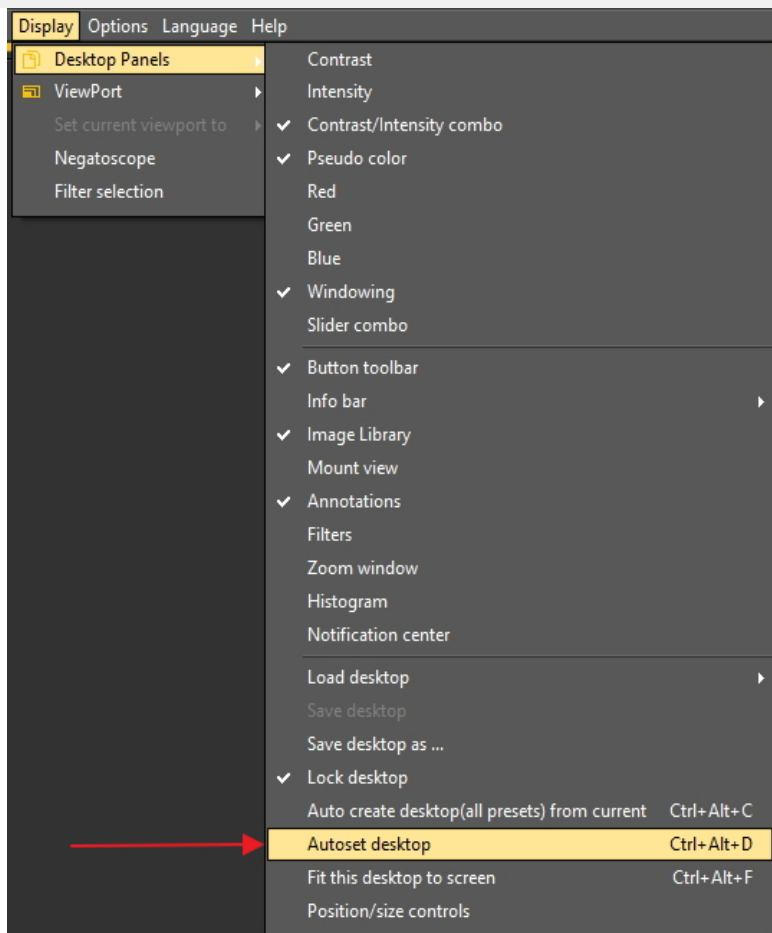 Display Options Language Help
Desktop Panels
ViewPort
Set current viewport to
Negatoscope
Filter selection
Contrast
Intensity
Contrast/Intensity combo
Pseudo color
Red
Green
Blue
Windowing
Slider combo
Button toolbar
Info bar
Image Library
Mount view
Annotations
Filters
Zoom window
Histogram
Notification center
Load desktop
Save desktop
Save desktop as ...
Lock desktop
Auto create desktop(all presets) from current Ctrl+Alt+C
Autoset desktop Ctrl+Alt+D
Fit this desktop to screen Ctrl+Alt+F
Position/size controls